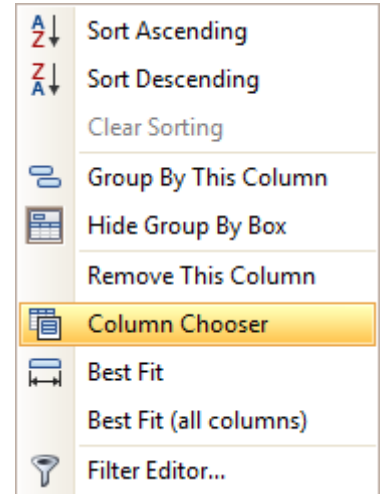 Sort Ascending
Sort Descending
Clear Sorting
Group By This Column
Hide Group By Box
Remove This Column
Column Chooser
Best Fit
Best Fit (all columns)
Filter Editor...